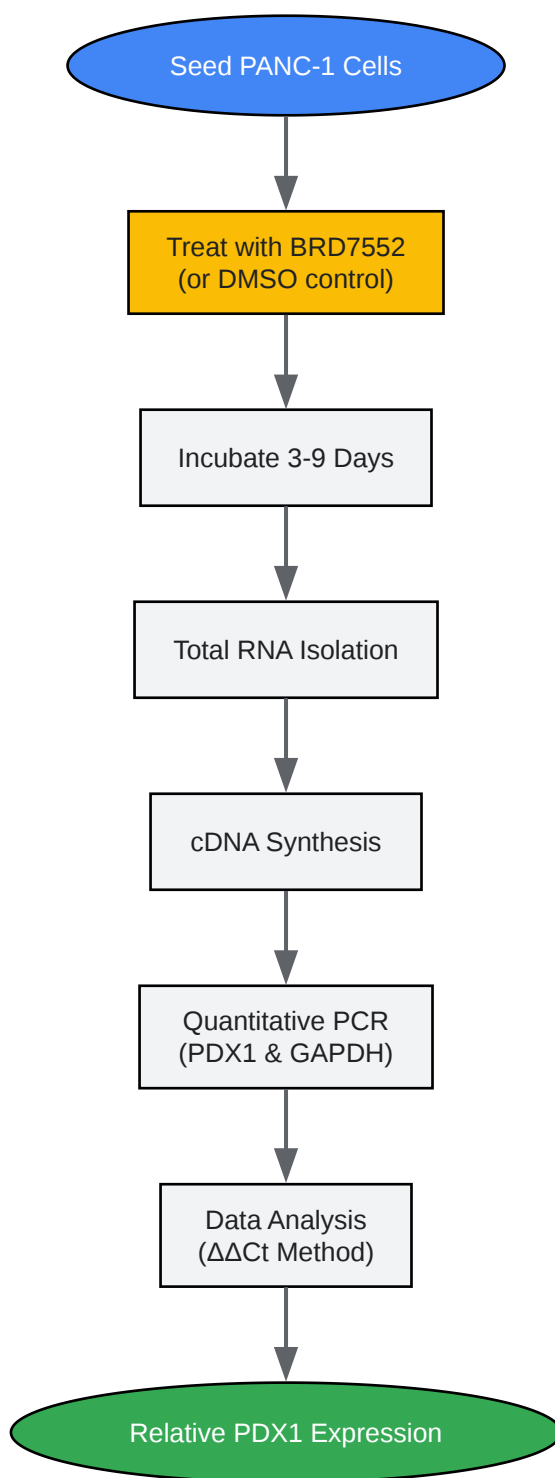 Seed PANC-1 Cells
Treat with BRD7552
(or DMSO control)
Incubate 3-9 Days
Total RNA Isolation
cDNA Synthesis
Quantitative PCR
(PDX1 & GAPDH)
Data Analysis
(ΔΔCt Method)
Relative PDX1 Expression